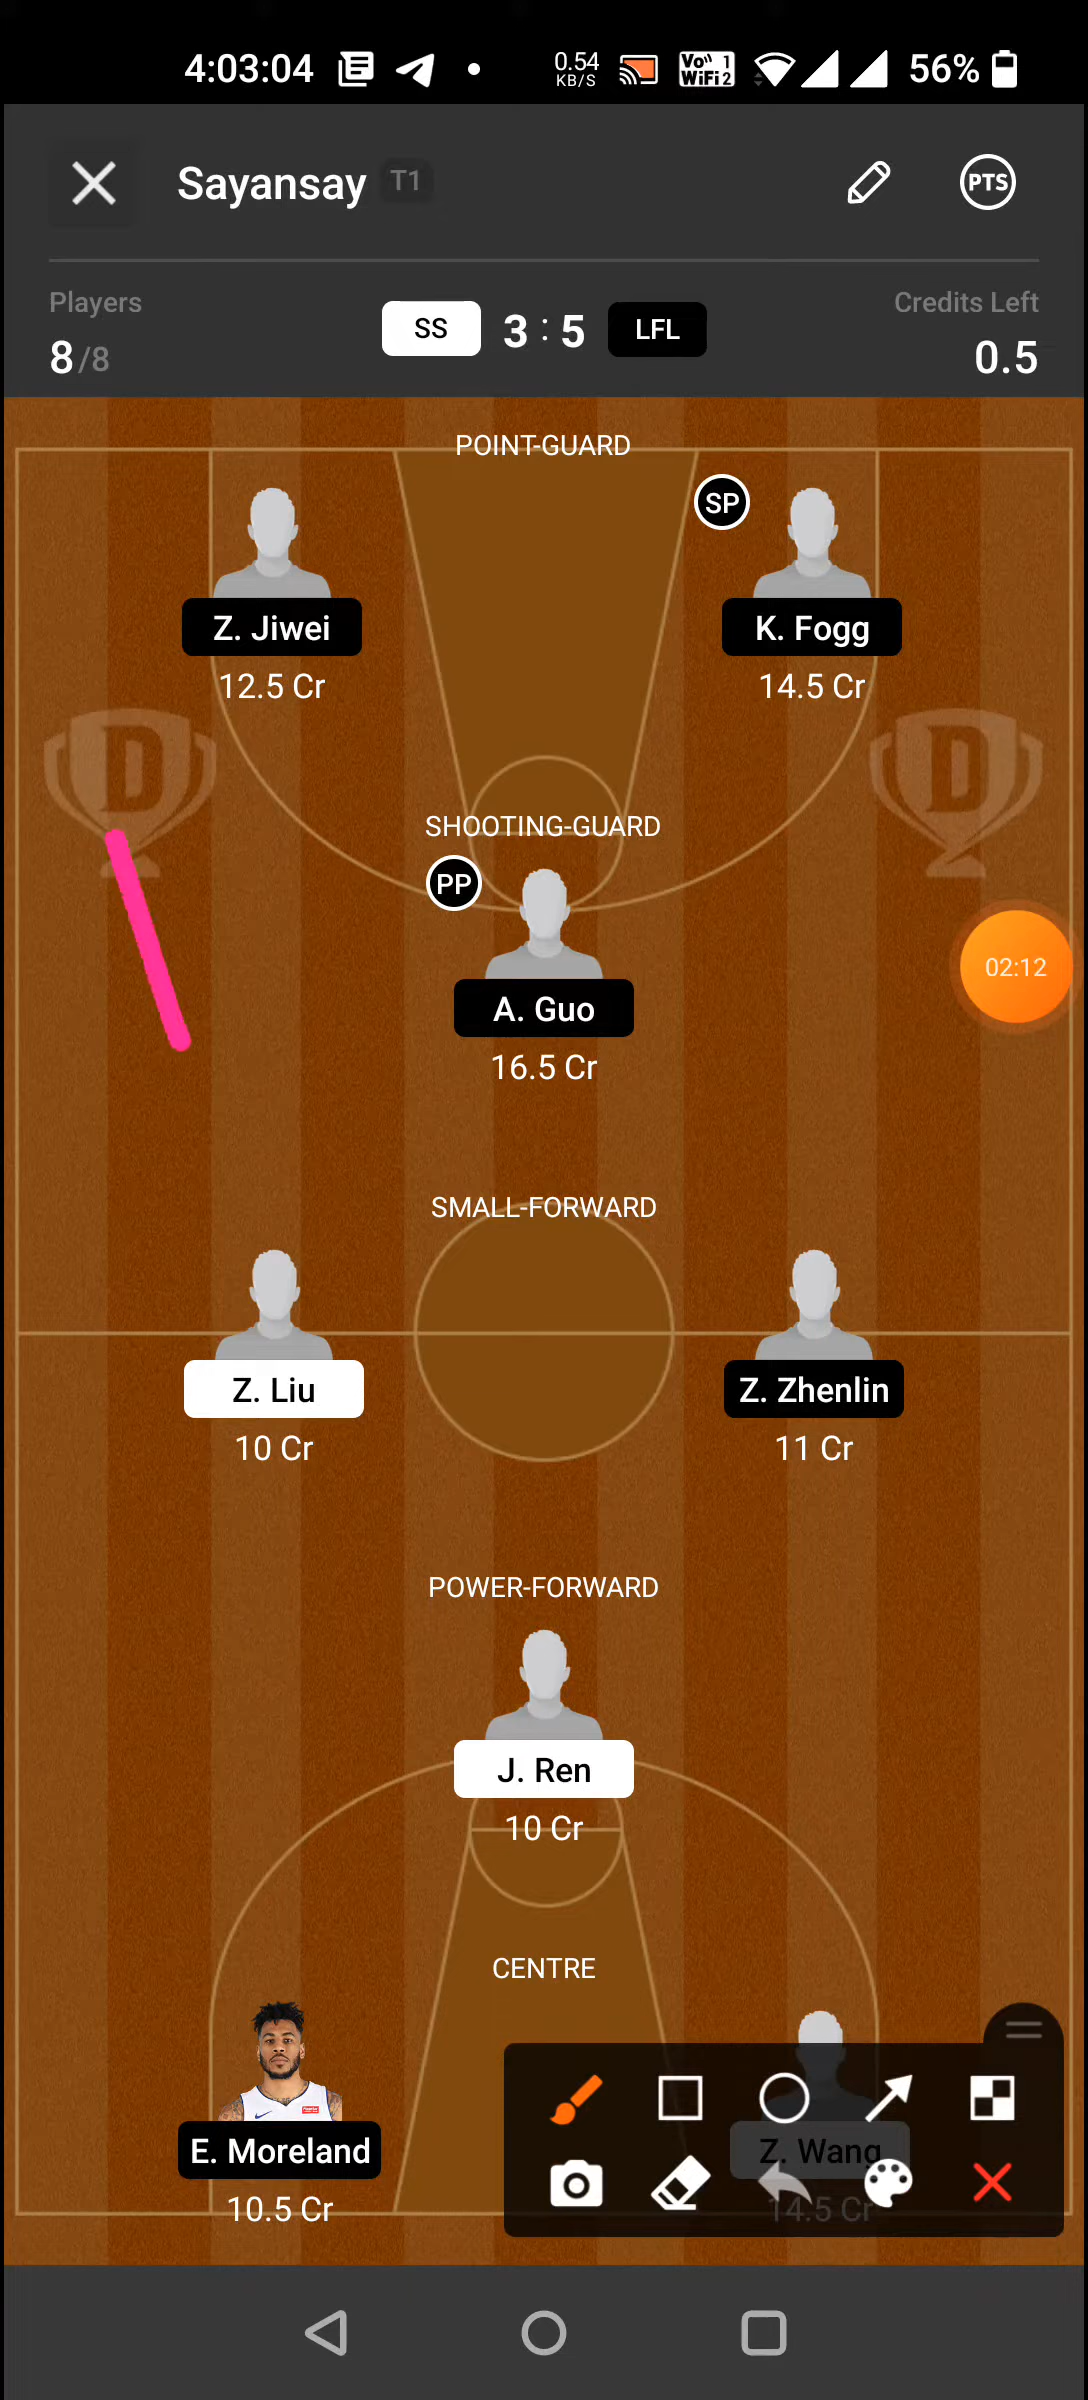 4:03:04 0.54 KB/S Vo)) 1 WiFi 2 56%
Sayansay T1 PTS
Players Credits Left
8/8 SS 3 : 5 LFL 0.5
POINT-GUARD
SP
Z. Jiwei K. Fogg
12.5 Cr 14.5 Cr
D D
SHOOTING-GUARD
PP
02:12
A. Guo
16.5 Cr
SMALL-FORWARD
Z. Liu Z. Zhenlin
10 Cr 11 Cr
POWER-FORWARD
J. Ren
10 Cr
CENTRE
E. Moreland Z. Wang
10.5 Cr 14.5 Cr